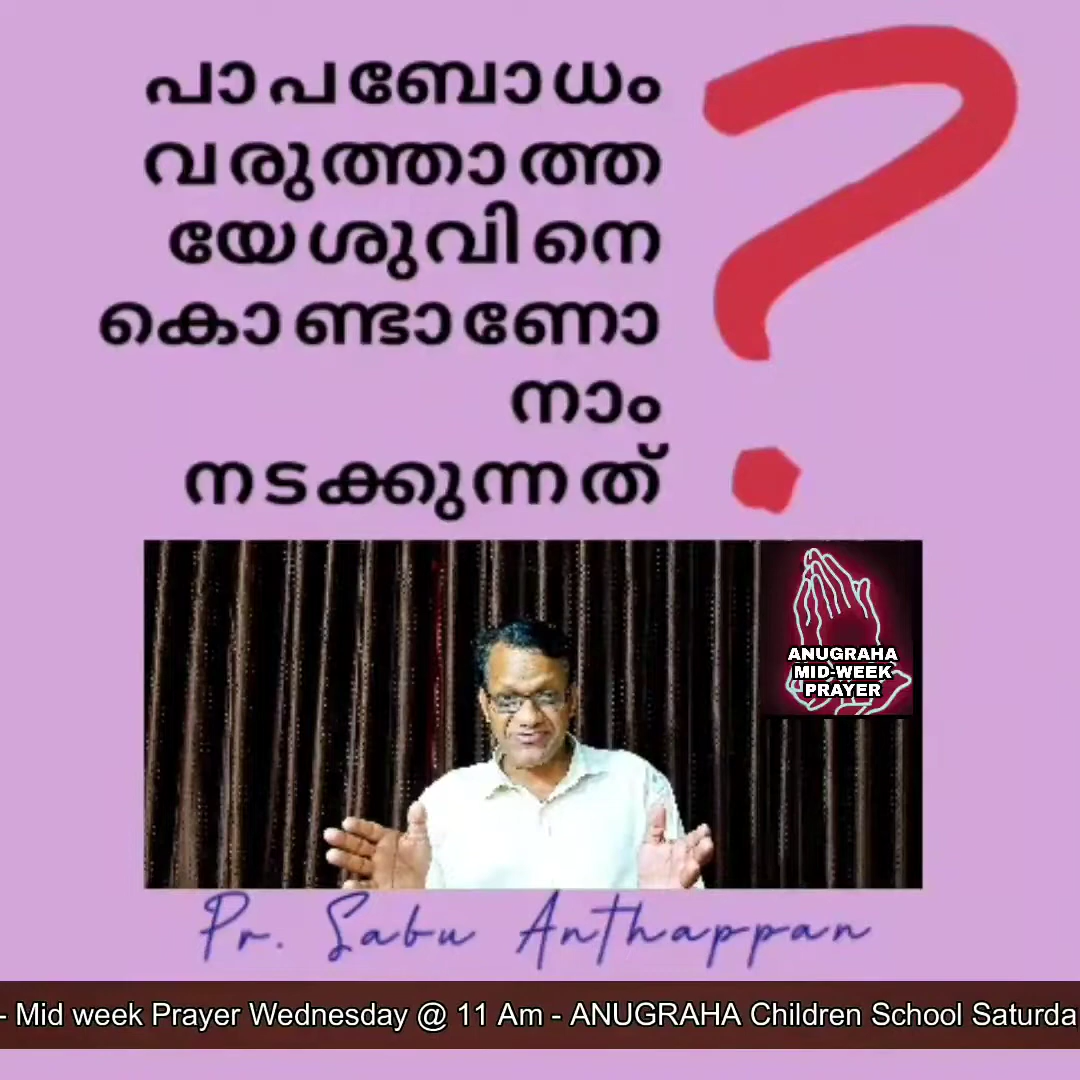 പാപബോധം
വരുത്താത്ത
യേശുവിനെ
കൊണ്ടാണോ
നാം
നടക്കുന്നത്
?
ANUGRAHA
MID-WEEK
PRAYER
Pr. Sabu Anthappan
- Mid week Prayer Wednesday @ 11 Am - ANUGRAHA Children School Saturda